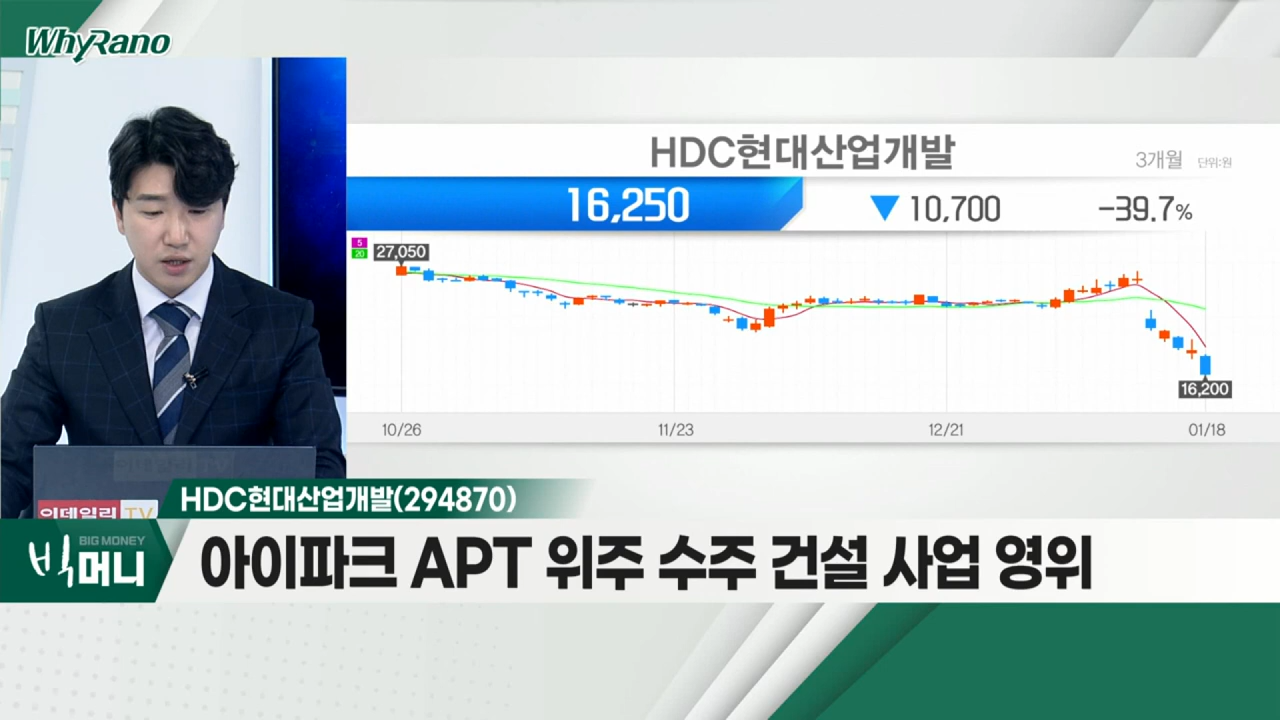 WhyRano
HDC현대산업개발
3개월 단위:원
16,250 ▼ 10,700 -39.7%
5
20
27,050
16,200
10/26 11/23 12/21 01/18
이데일리 TV
HDC현대산업개발(294870)
BIG MONEY
빅머니
아이파크 APT 위주 수주 건설 사업 영위